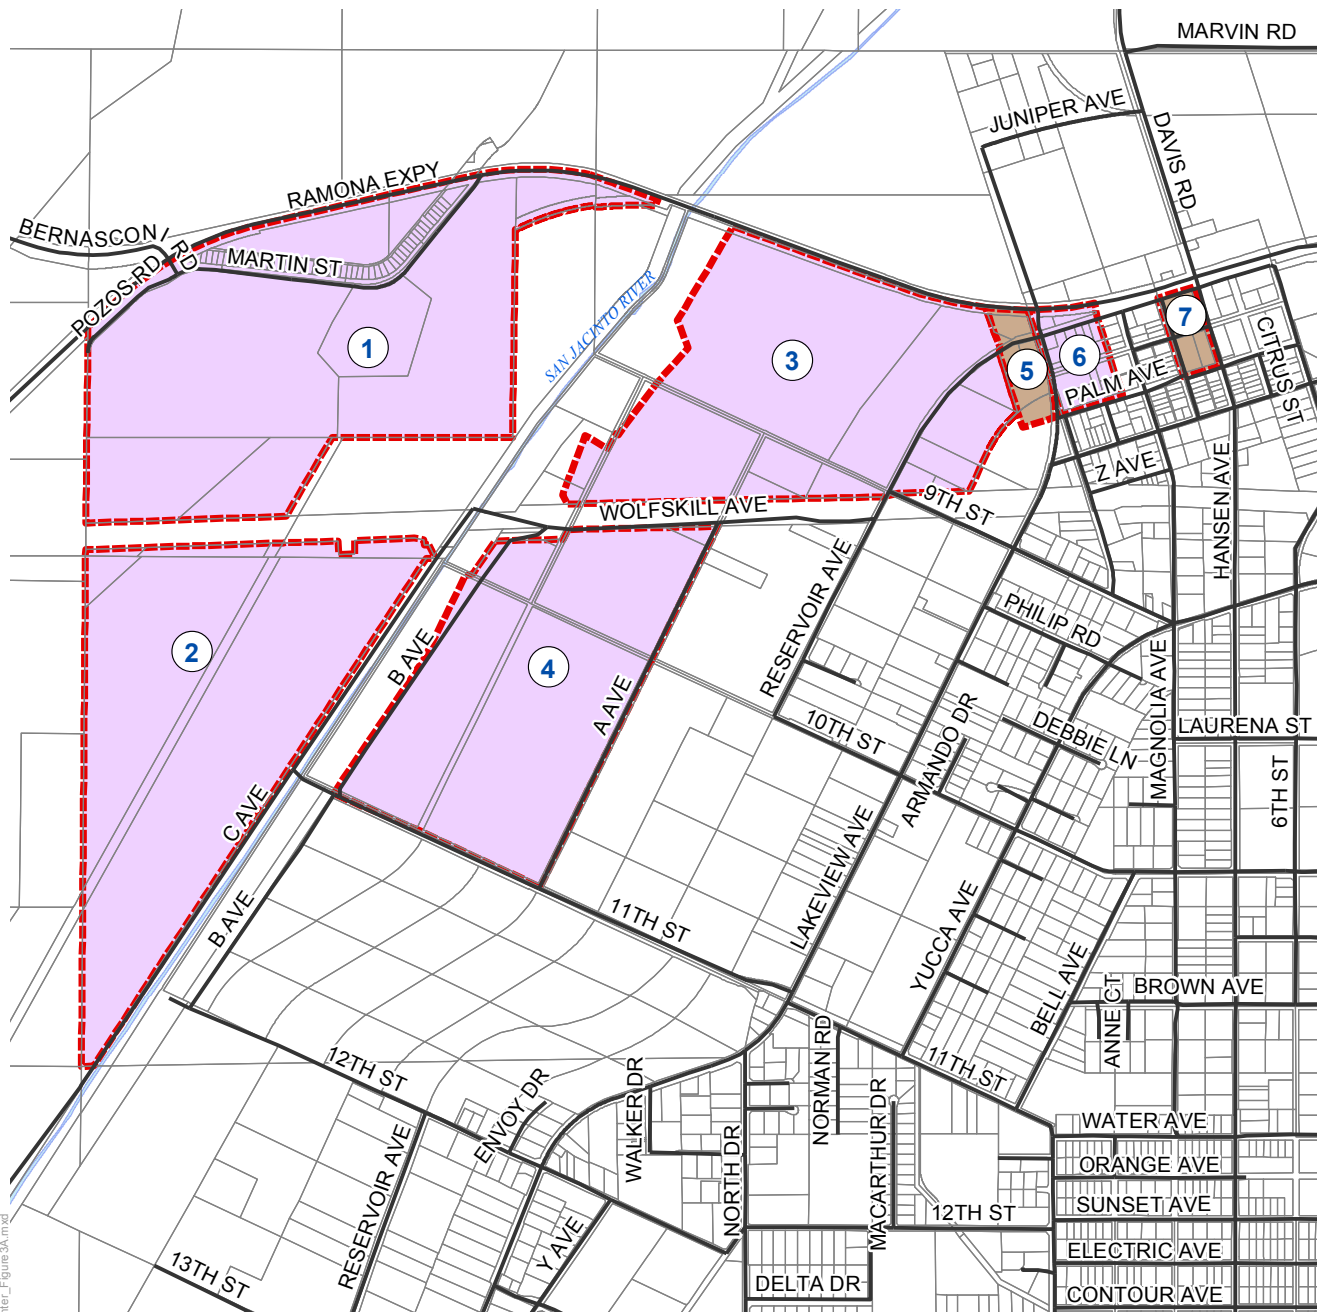 MARVIN RD
JUNIPER AVE
DAVIS RD
RAMONA EXPY
BERNASCONI RD
MARTIN ST
POZOS RD
SAN JACINTO RIVER
1
3
5
6
7
PALM AVE
CITRUS ST
Z AVE
HANSEN AVE
9TH ST
WOLFSKILL AVE
RESERVOIR AVE
PHILIP RD
2
4
B AVE
A AVE
10TH ST
ARMANDO DR
DEBBIE LN
MAGNOLIA AVE
LAURENA ST
6TH ST
C AVE
LAKEVIEW AVE
B AVE
11TH ST
YUCCA AVE
BELL AVE
ANNE CT
BROWN AVE
12TH ST
ENVOY DR
WALKER DR
NORMAN RD
11TH ST
MACARTHUR DR
WATER AVE
ORANGE AVE
RESERVOIR AVE
NORTH DR
SUNSET AVE
12TH ST
Y AVE
ELECTRIC AVE
13TH ST
DELTA DR
CONTOUR AVE
ter_Figure3A.mxd